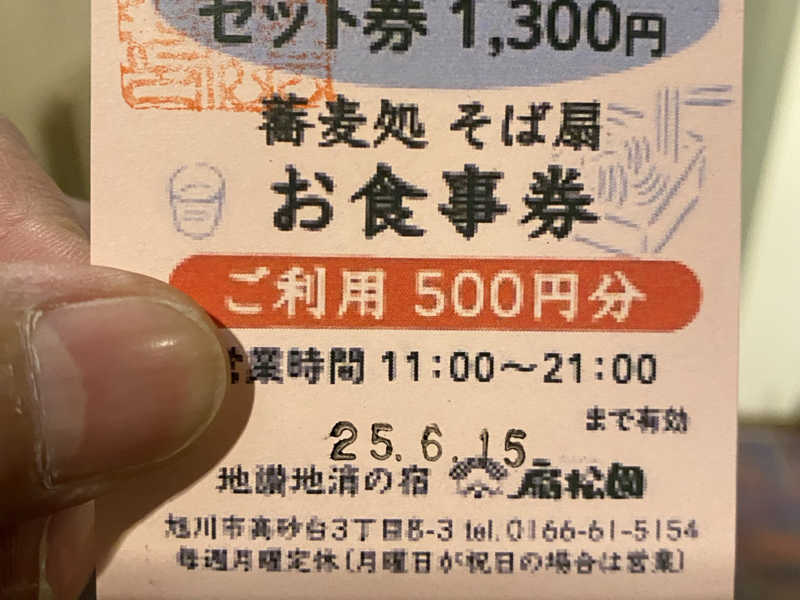 セット券 1,300円
蕎麦処 そば扇
お食事券
ご利用 500円分
営業時間 11:00〜21:00
まで有効
25.6.15
地讃地消の宿 扇松園
旭川市高砂台3丁目8-3 tel.0166-61-5154
毎週月曜定休(月曜日が祝日の場合は営業)